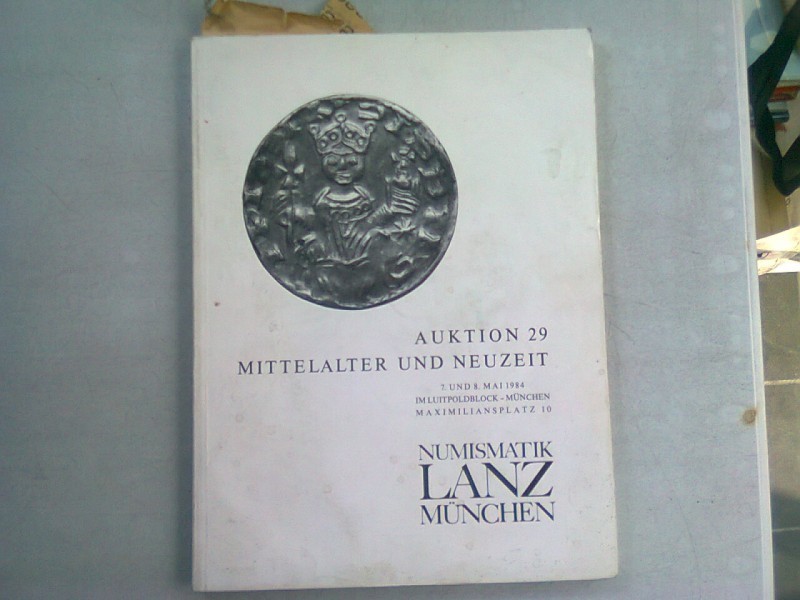 AUKTION 29
MITTELALTER UND NEUZEIT
7. UND 8. MAI 1984
IM LUITPOLDBLOCK – MÜNCHEN
MAXIMILIANSPLATZ 10
NUMISMATIK
LANZ
MÜNCHEN